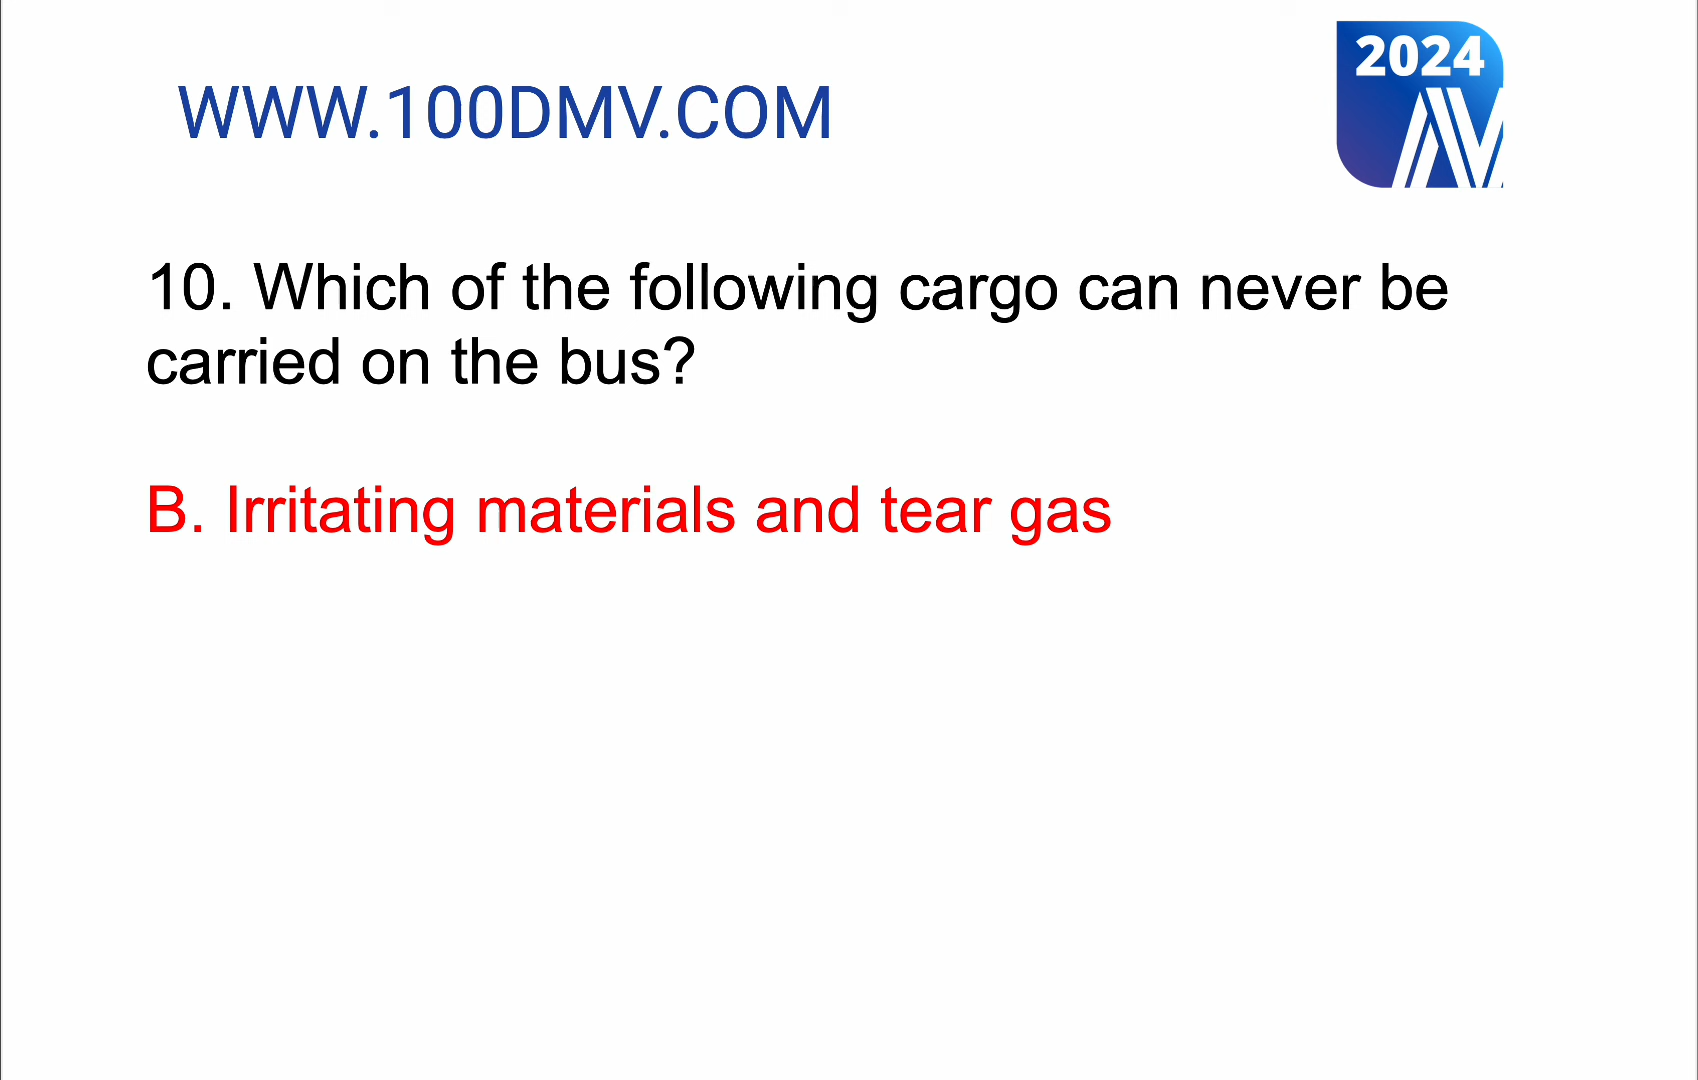 WWW.100DMV.COM
2024
10. Which of the following cargo can never be
carried on the bus?
B. Irritating materials and tear gas